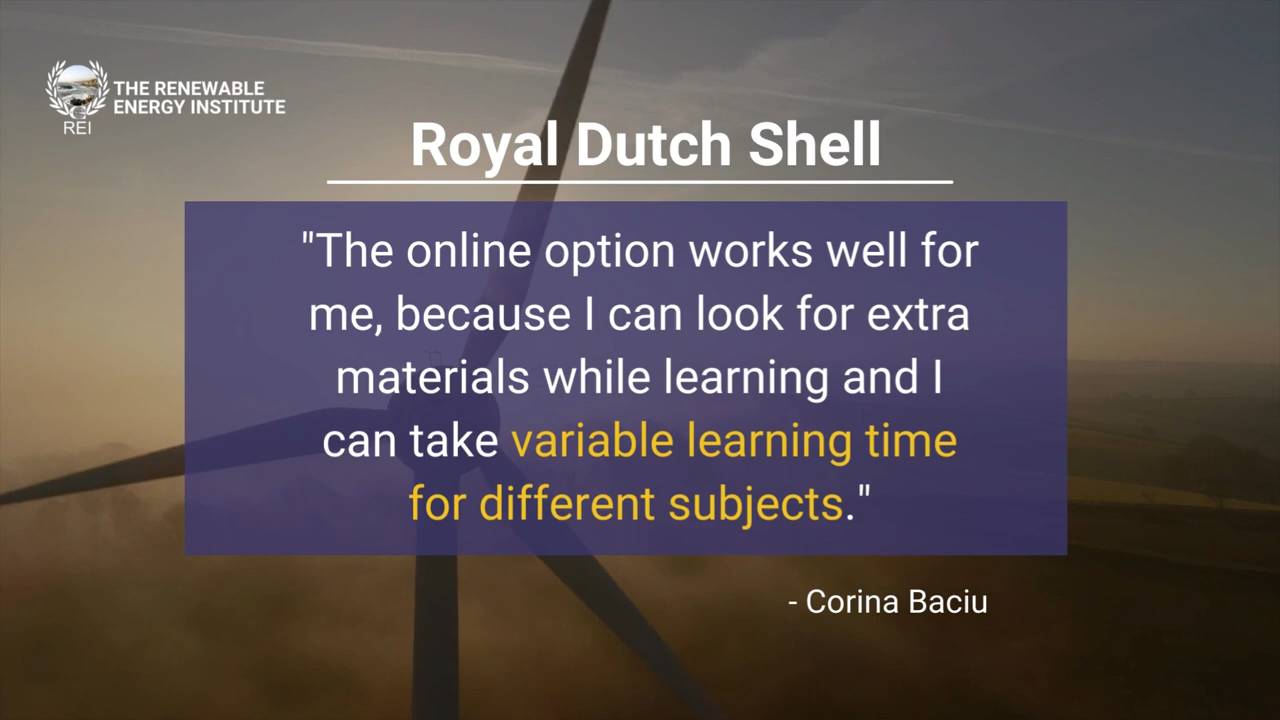 THE RENEWABLE
ENERGY INSTITUTE
REI
Royal Dutch Shell
"The online option works well for
me, because I can look for extra
materials while learning and I
can take variable learning time
for different subjects."
- Corina Baciu